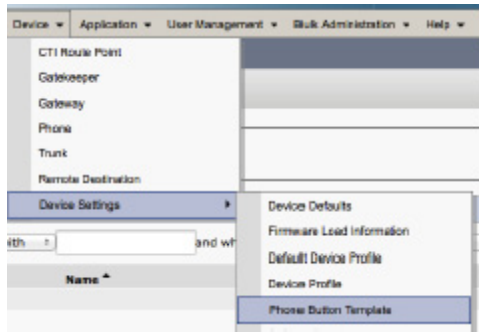 Device Application User Management Bulk Administration Help
CTI Route Point
Gatekeeper
Gateway
Phone
Trunk
Remote Destination
Device Settings
Device Defaults
Firmware Load Information
Default Device Profile
Device Profile
Phone Button Template
ith
and wh
Name